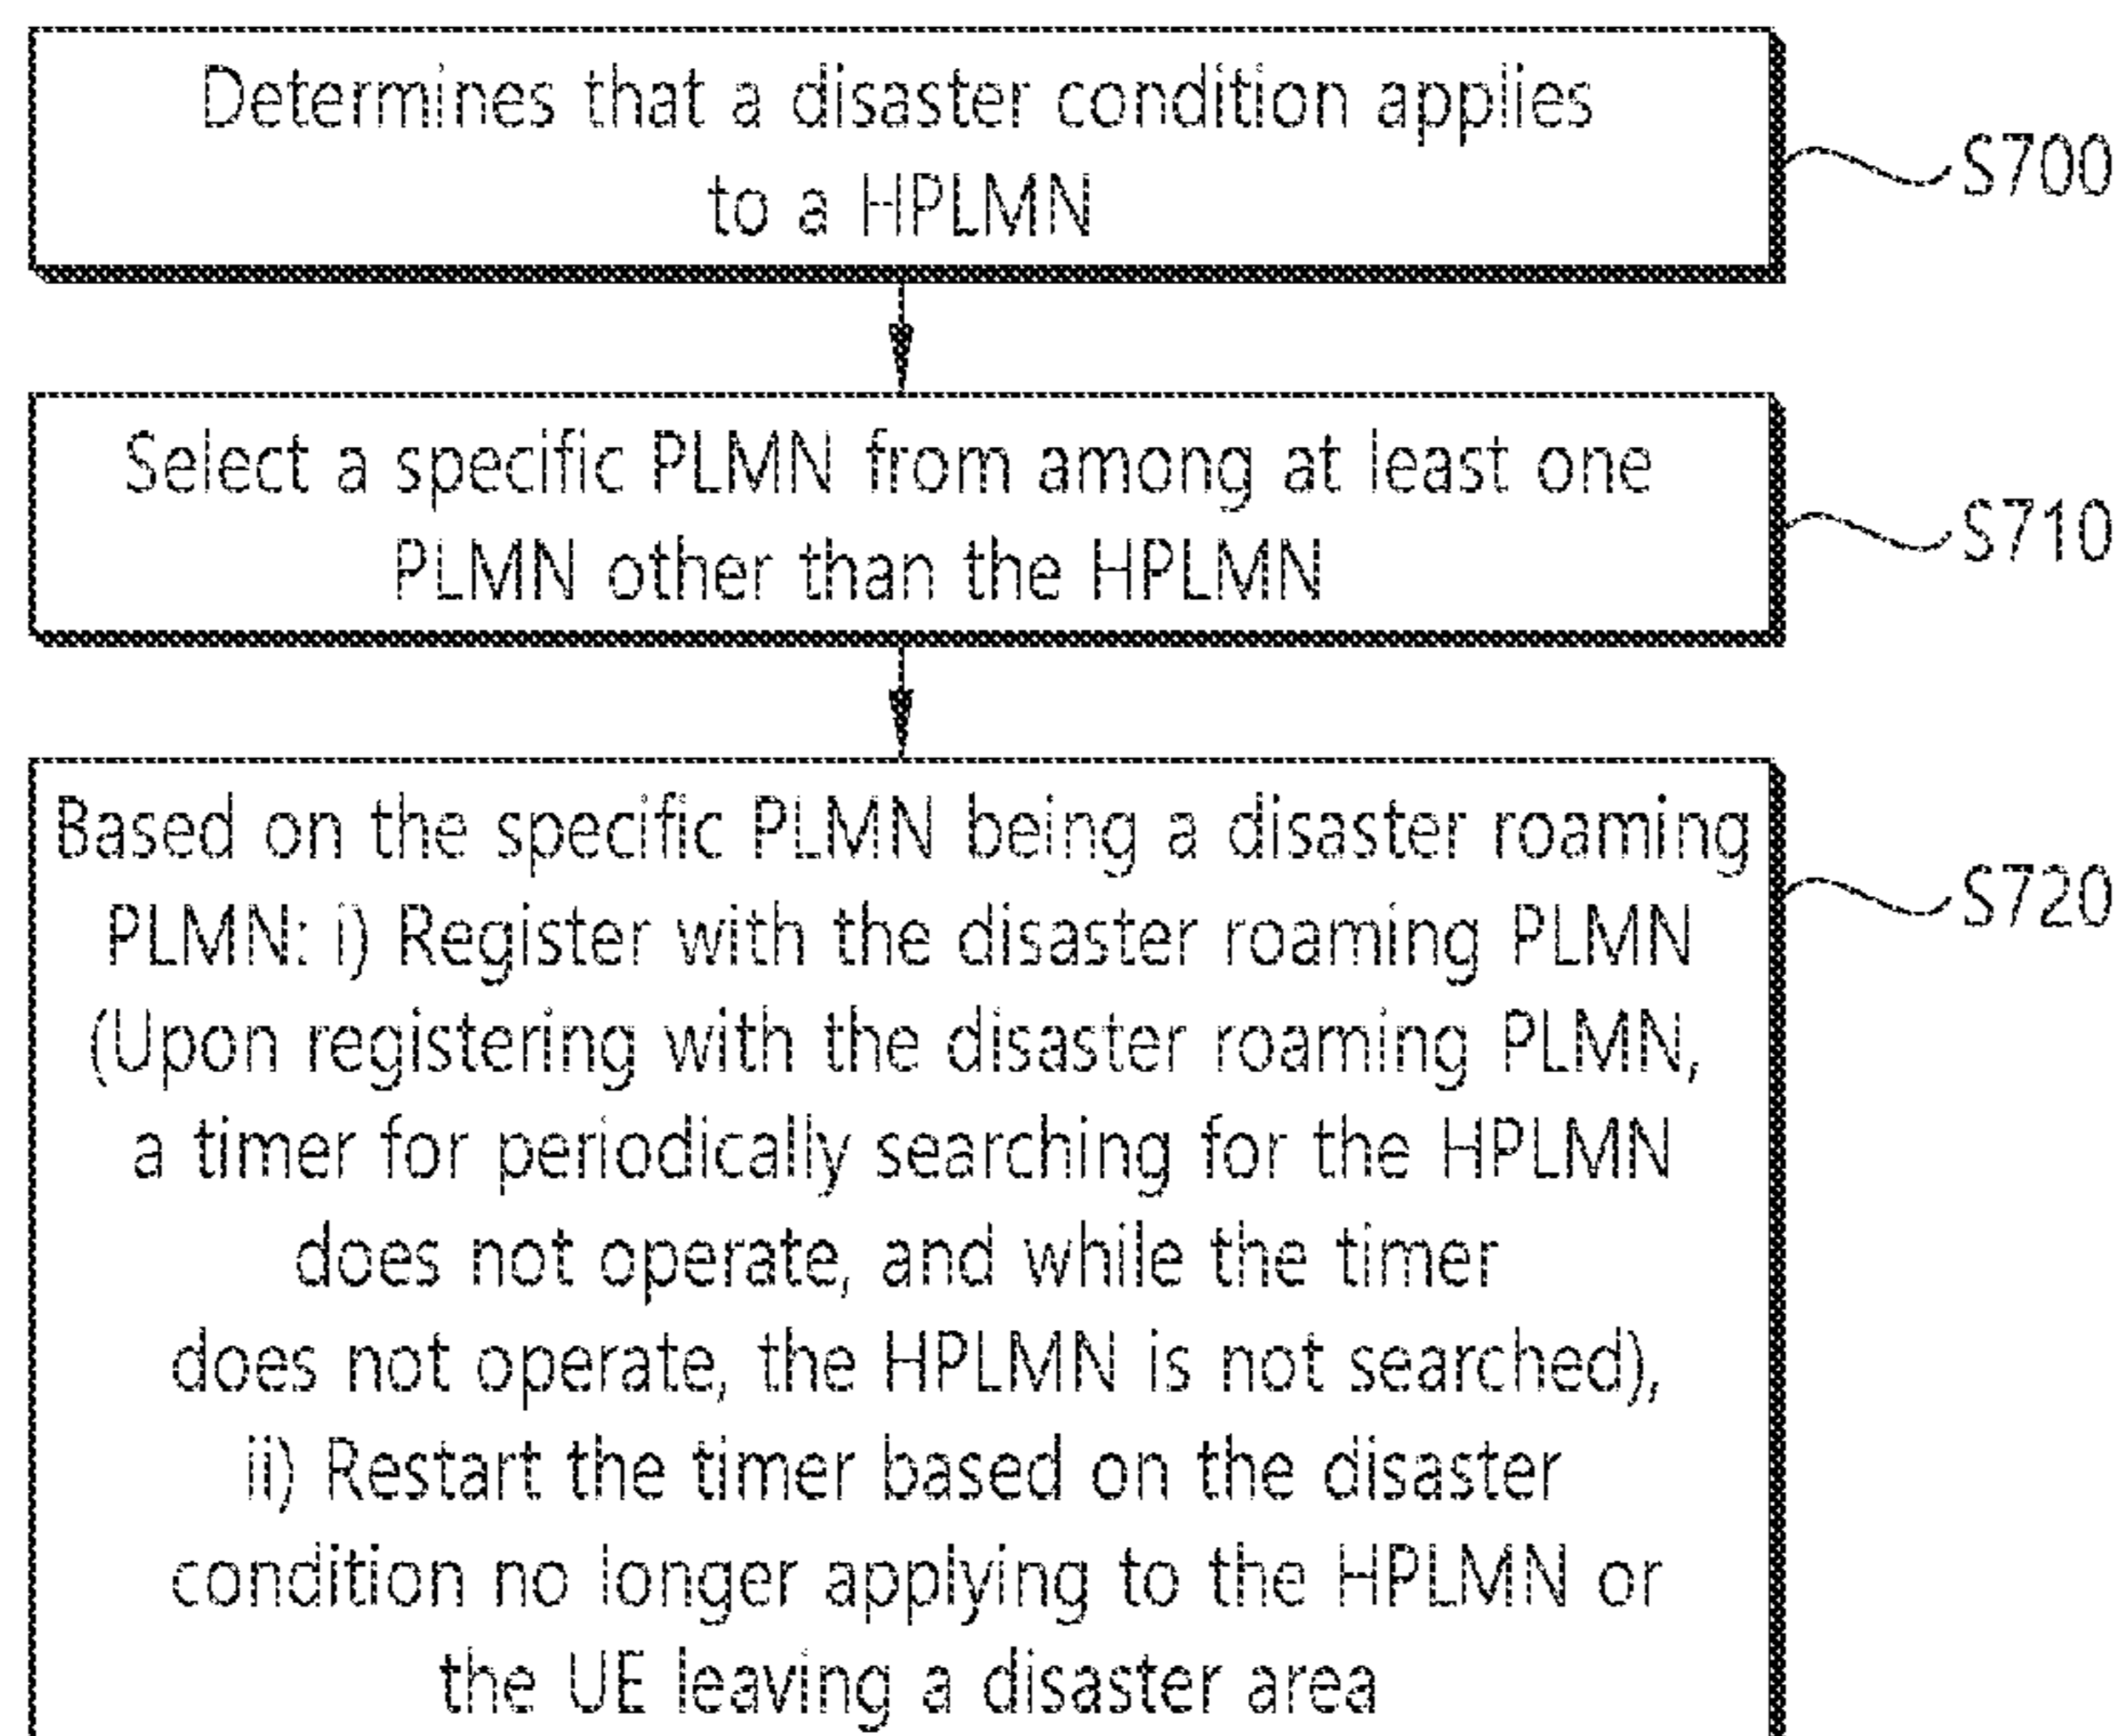 Determines that a disaster condition applies
to a HPLMN
S700
Select a specific PLMN from among at least one
PLMN other than the HPLMN
S710
Based on the specific PLMN being a disaster roaming
PLMN: i) Register with the disaster roaming PLMN
(Upon registering with the disaster roaming PLMN,
a timer for periodically searching for the HPLMN
does not operate, and while the timer
does not operate, the HPLMN is not searched),
ii) Restart the timer based on the disaster
condition no longer applying to the HPLMN or
the UE leaving a disaster area
S720